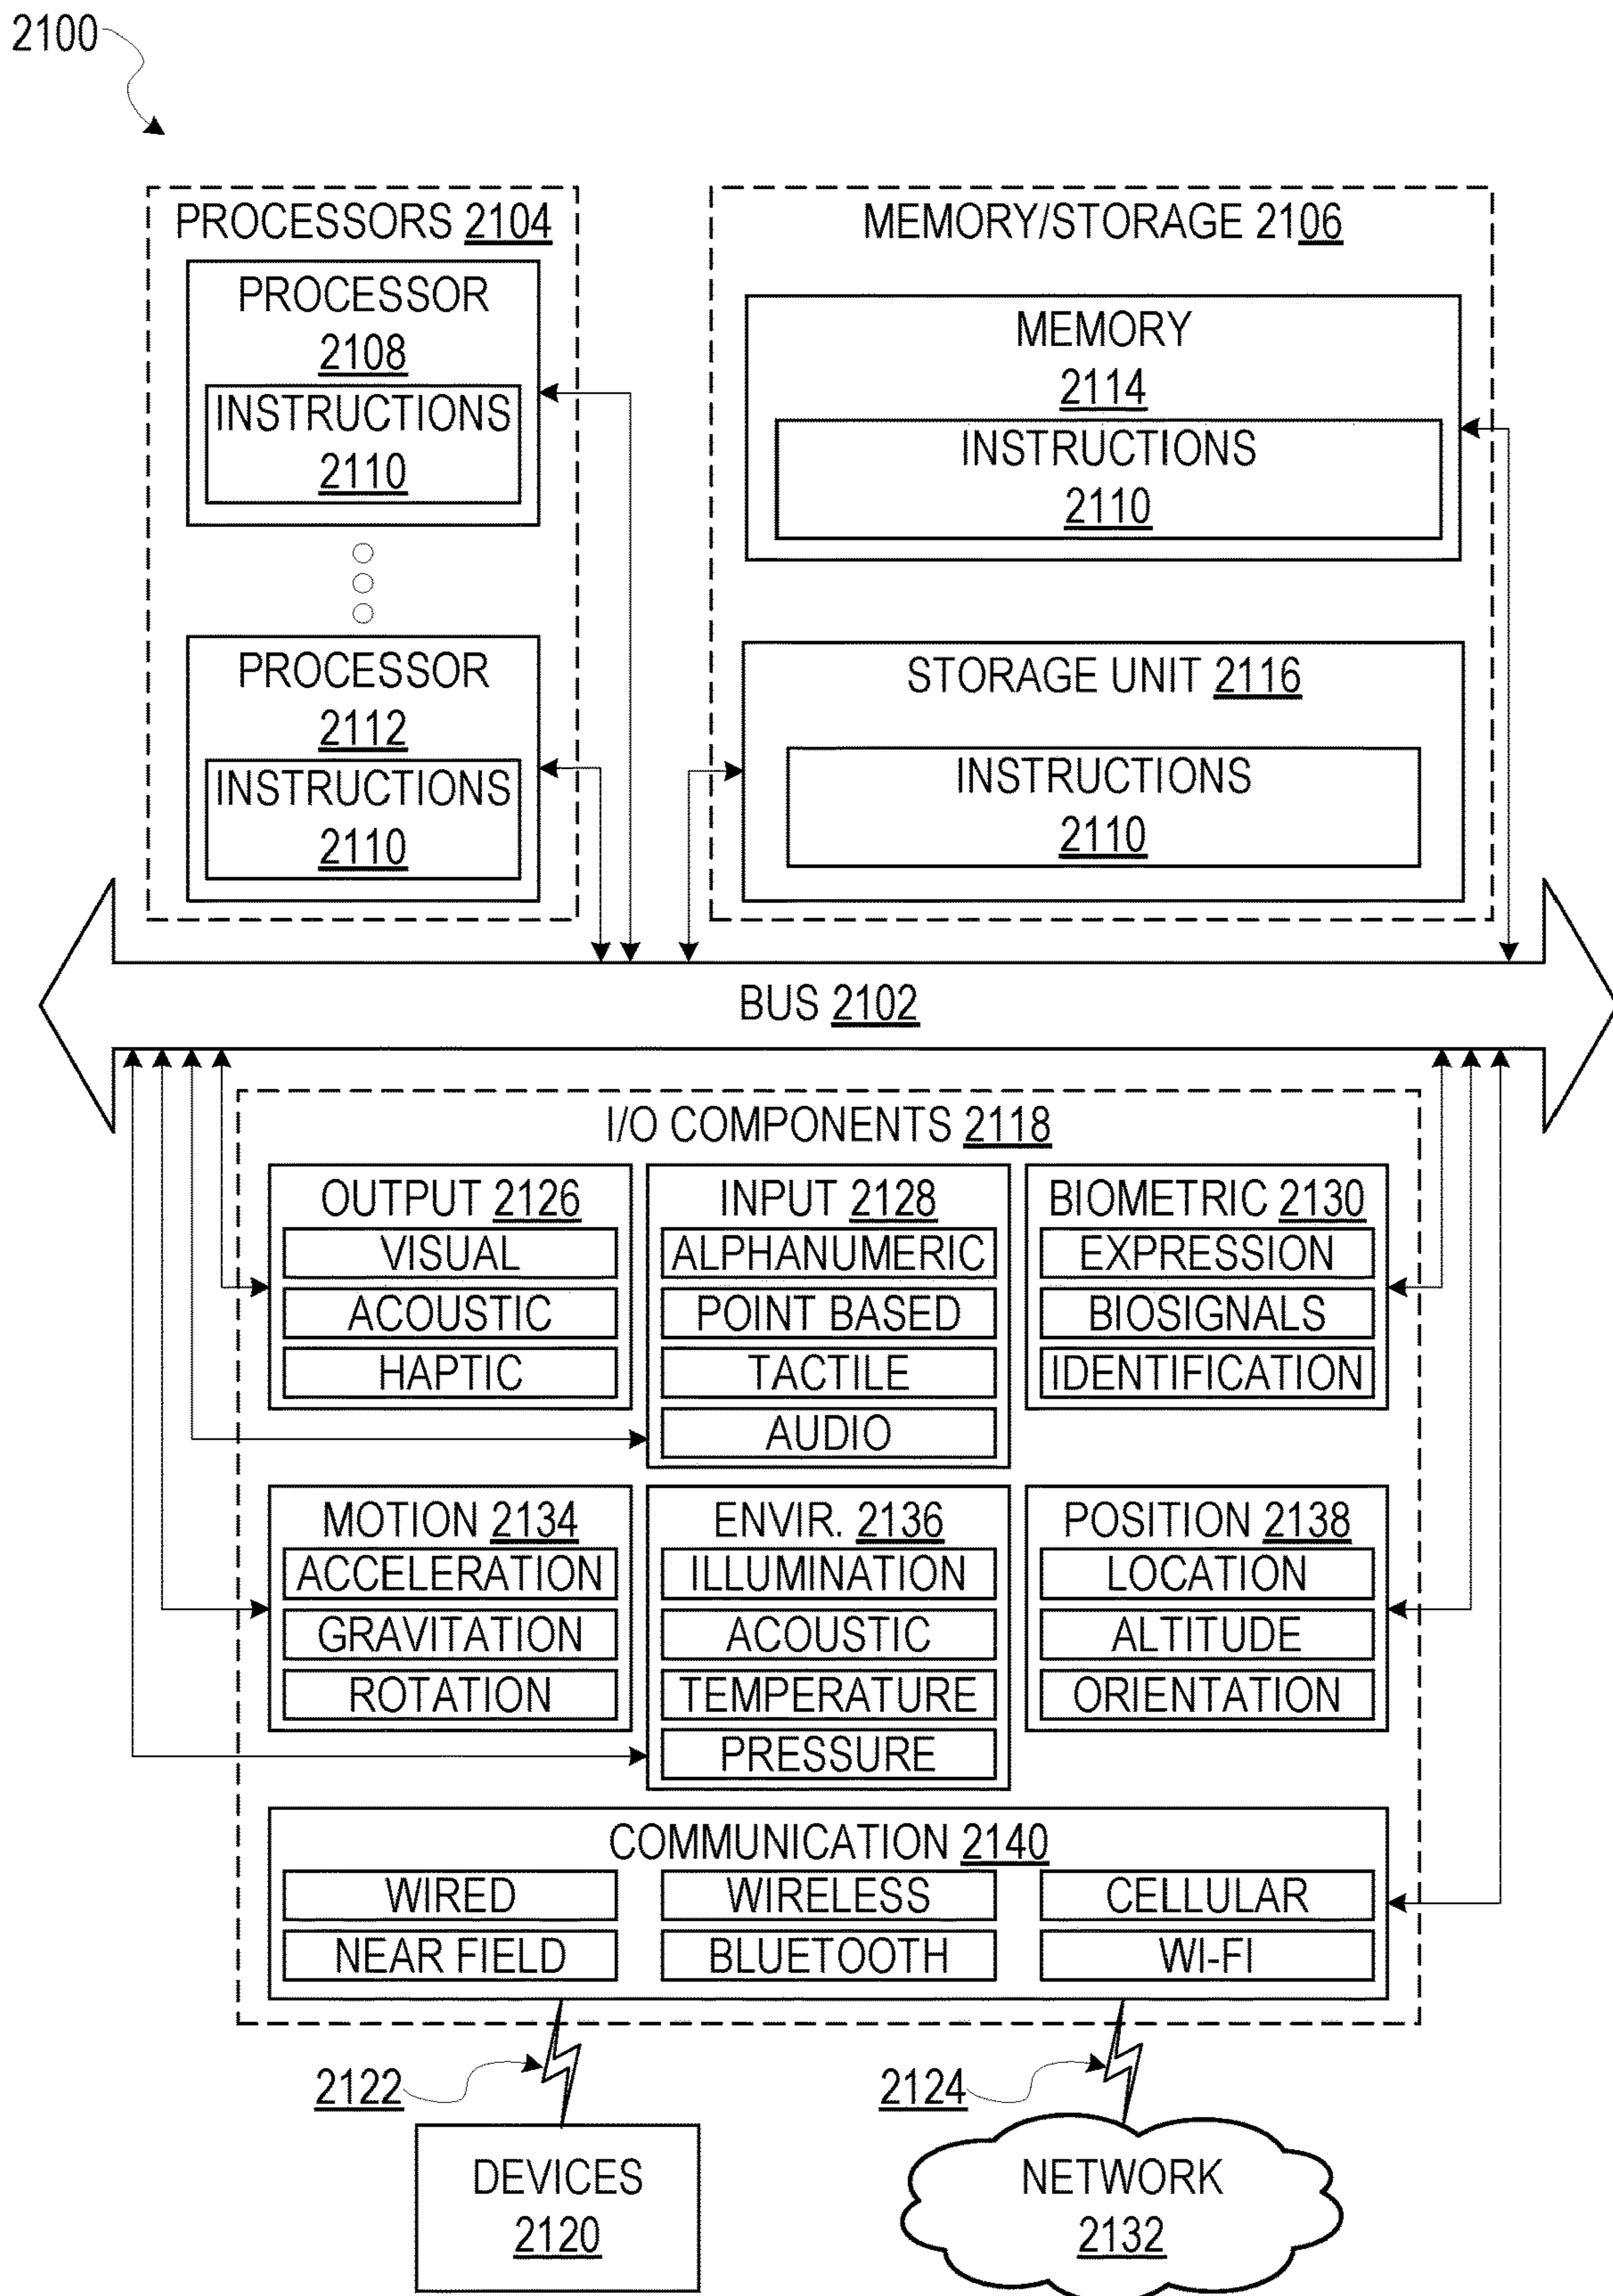 2100
PROCESSORS 2104
PROCESSOR
2108
INSTRUCTIONS
2110
PROCESSOR
2112
INSTRUCTIONS
2110
MEMORY/STORAGE 2106
MEMORY
2114
INSTRUCTIONS
2110
STORAGE UNIT 2116
INSTRUCTIONS
2110
BUS 2102
I/O COMPONENTS 2118
OUTPUT 2126
VISUAL
ACOUSTIC
HAPTIC
INPUT 2128
ALPHANUMERIC
POINT BASED
TACTILE
AUDIO
BIOMETRIC 2130
EXPRESSION
BIOSIGNALS
IDENTIFICATION
MOTION 2134
ACCELERATION
GRAVITATION
ROTATION
ENVIR. 2136
ILLUMINATION
ACOUSTIC
TEMPERATURE
PRESSURE
POSITION 2138
LOCATION
ALTITUDE
ORIENTATION
COMMUNICATION 2140
WIRED
WIRELESS
CELLULAR
NEAR FIELD
BLUETOOTH
WI-FI
2122
2124
DEVICES
2120
NETWORK
2132